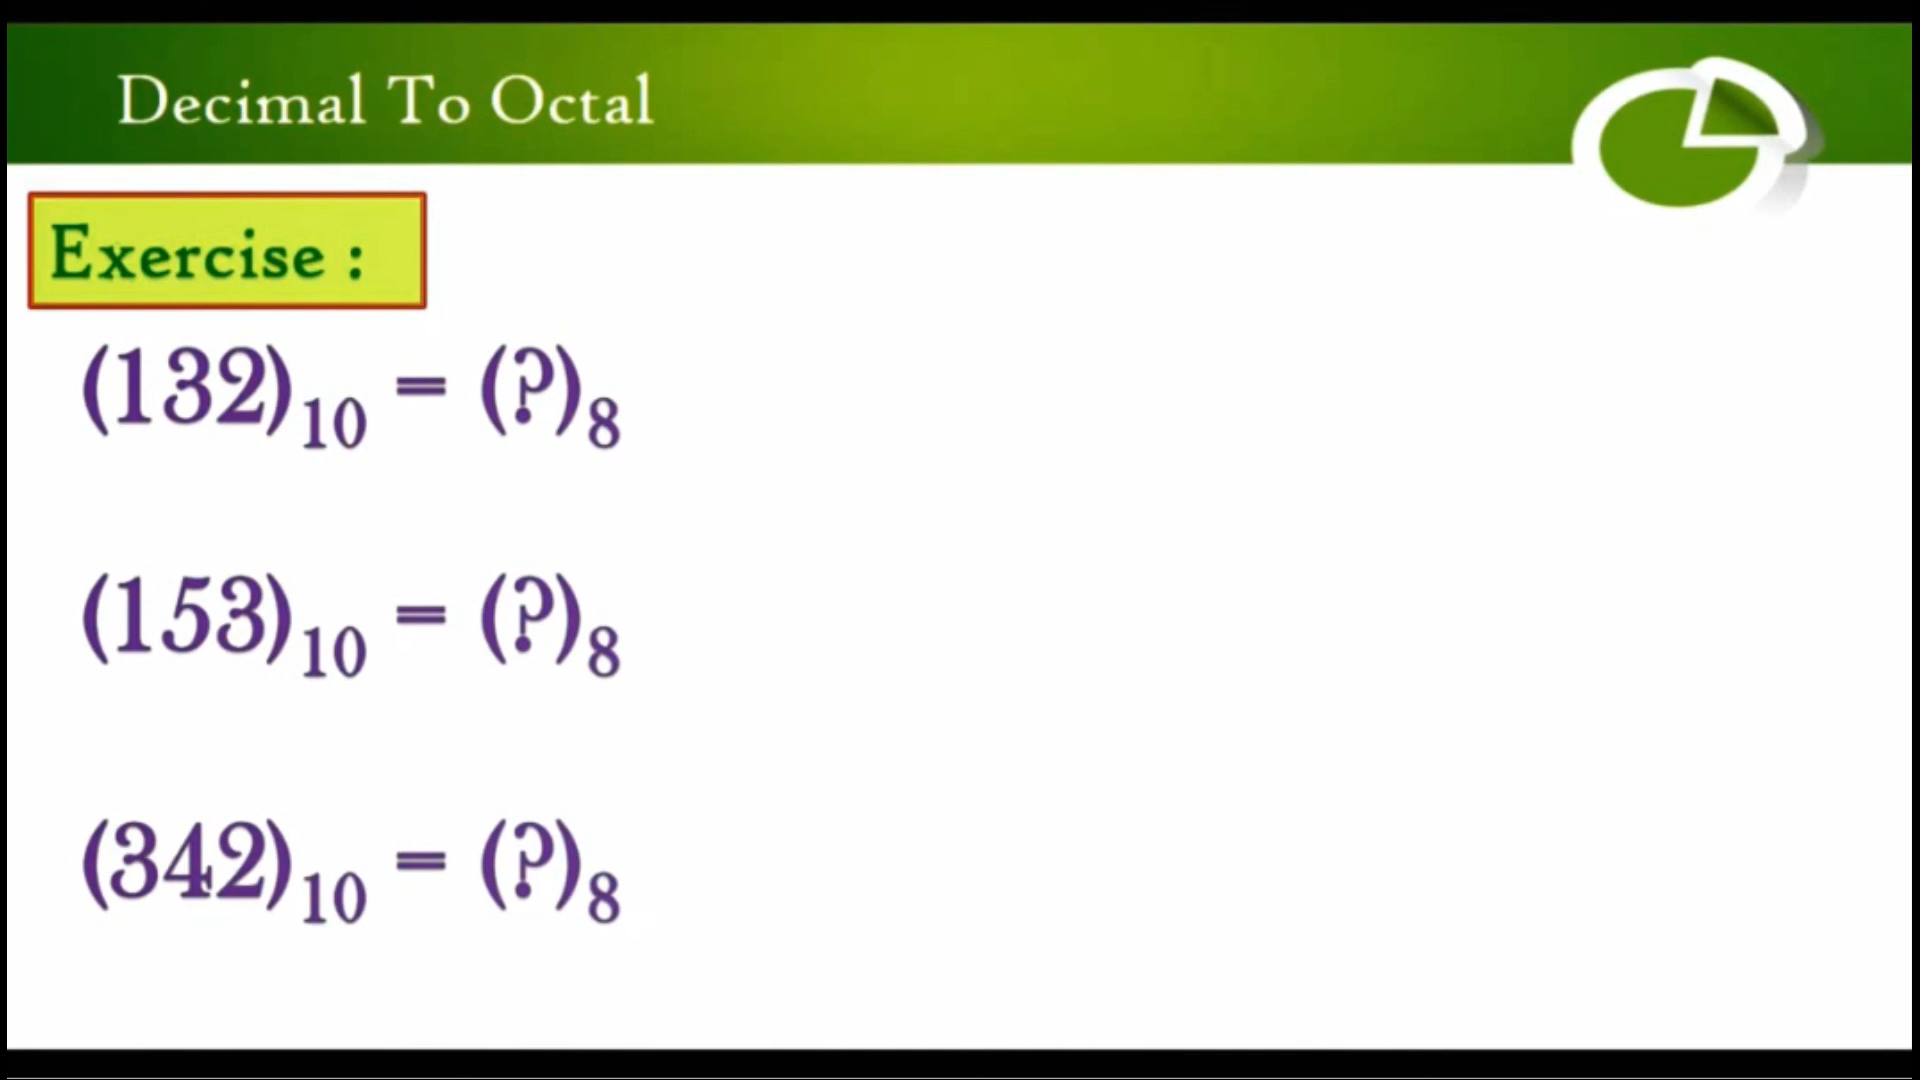 Decimal To Octal
Exercise :
(132)₁₀ = (?)₈
(153)₁₀ = (?)₈
(342)₁₀ = (?)₈